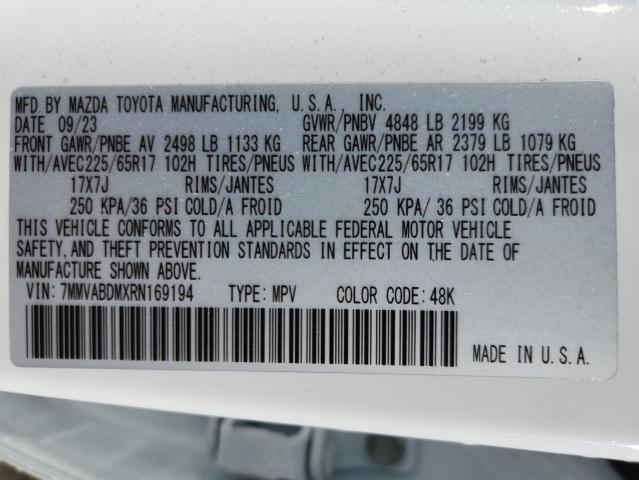 MFD. BY MAZDA TOYOTA MANUFACTURING, U.S.A., INC.
DATE 09/23 GVWR/PNBV 4848 LB 2199 KG
FRONT GAWR/PNBE AV 2498 LB 1133 KG REAR GAWR/PNBE AR 2379 LB 1079 KG
WITH/AVEC225/65R17 102H TIRES/PNEUS WITH/AVEC225/65R17 102H TIRES/PNEUS
17X7J RIMS/JANTES 17X7J RIMS/JANTES
250 KPA/36 PSI COLD/A FROID 250 KPA/ 36 PSI COLD/A FROID
THIS VEHICLE CONFORMS TO ALL APPLICABLE FEDERAL MOTOR VEHICLE
SAFETY, AND THEFT PREVENTION STANDARDS IN EFFECT ON THE DATE OF
MANUFACTURE SHOWN ABOVE.
VIN: 7MMVABDMXRN169194 TYPE: MPV COLOR CODE: 48K
MADE IN U.S.A.